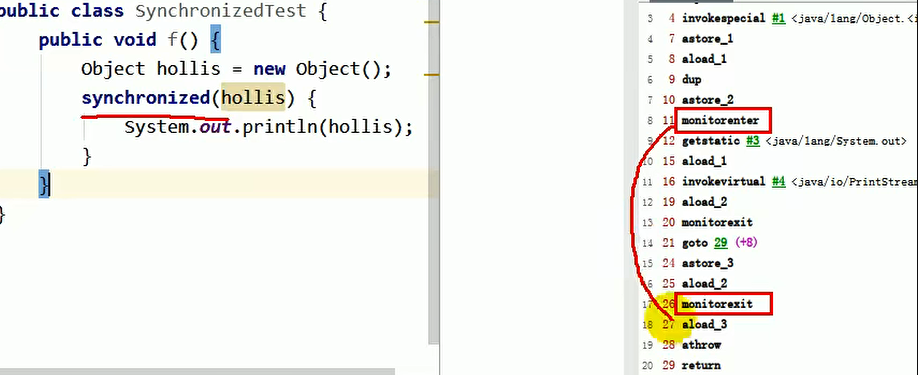 public class SynchronizedTest {
public void f() {
Object hollis = new Object();
synchronized(hollis) {
System.out.println(hollis);
}
}
}
3 4 invokespecial #1 <java/lang/Object.<
4 7 astore_1
5 8 aload_1
6 9 dup
7 10 astore_2
8 11 monitorenter
9 12 getstatic #3 <java/lang/System.out>
10 15 aload_1
11 16 invokevirtual #4 <java/io/PrintStream
12 19 aload_2
13 20 monitorexit
14 21 goto 29 (+8)
15 24 astore_3
16 25 aload_2
17 26 monitorexit
18 27 aload_3
19 28 athrow
20 29 return